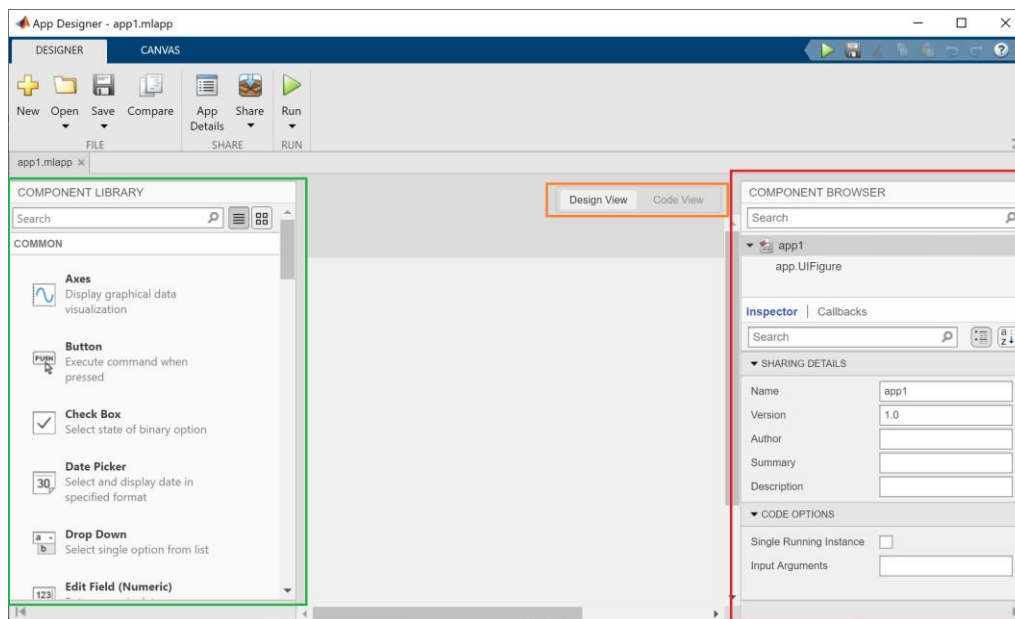 App Designer - app1.mlapp
DESIGNER
CANVAS
New
Open
Save
Compare
App
Details
Share
Run
FILE
SHARE
RUN
app1.mlapp
COMPONENT LIBRARY
Search
COMMON
Axes
Display graphical data
visualization
PUSH
Button
Execute command when
pressed
Check Box
Select state of binary option
30
Date Picker
Select and display date in
specified format
a
b
Drop Down
Select single option from list
123
Edit Field (Numeric)
Design View
Code View
COMPONENT BROWSER
Search
app1
app.UIFigure
Inspector | Callbacks
Search
a
z
SHARING DETAILS
Name
app1
Version
1.0
Author
Summary
Description
CODE OPTIONS
Single Running Instance
Input Arguments